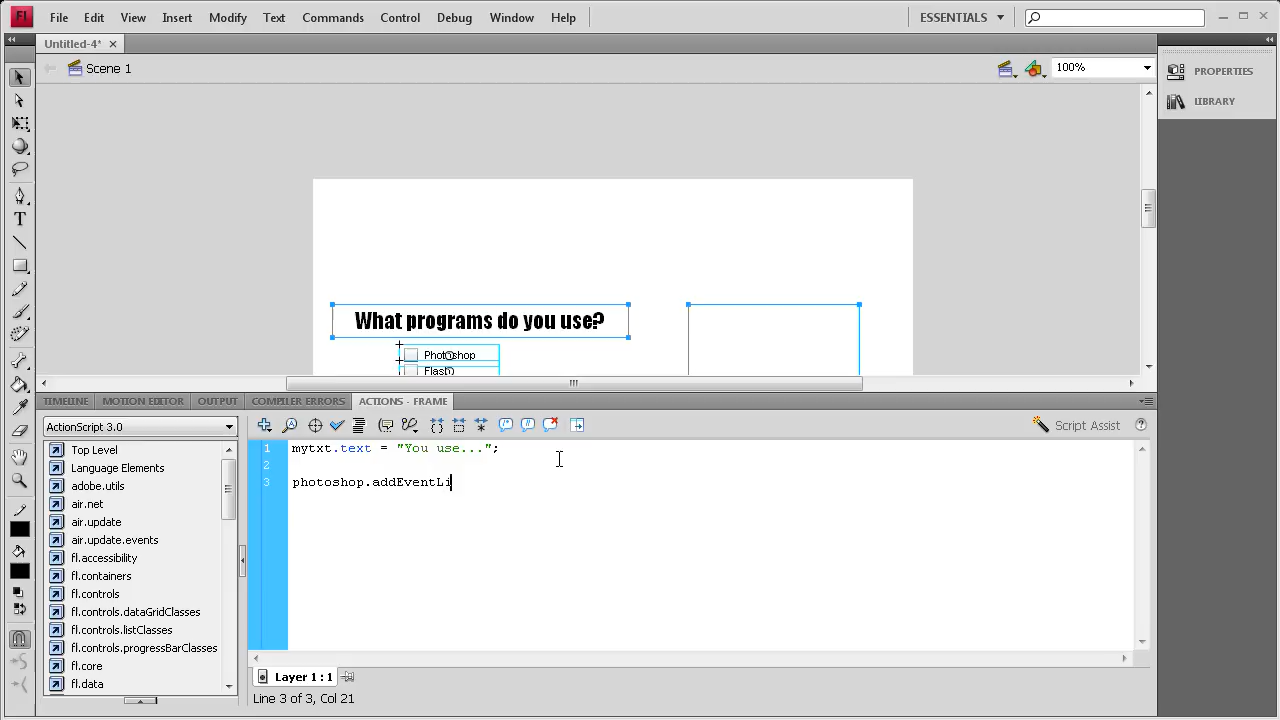 Fl File Edit View Insert Modify Text Commands Control Debug Window Help ESSENTIALS
Untitled-4*
Scene 1 100%
PROPERTIES
LIBRARY
What programs do you use?
Photoshop
Flash
TIMELINE MOTION EDITOR OUTPUT COMPILER ERRORS ACTIONS - FRAME
ActionScript 3.0 Script Assist
Top Level
Language Elements
adobe.utils
air.net
air.update
air.update.events
fl.accessibility
fl.containers
fl.controls
fl.controls.dataGridClasses
fl.controls.listClasses
fl.controls.progressBarClasses
fl.core
fl.data
1 mytxt.text = "You use...";
2
3 photoshop.addEventLi
Layer 1 : 1
Line 3 of 3, Col 21